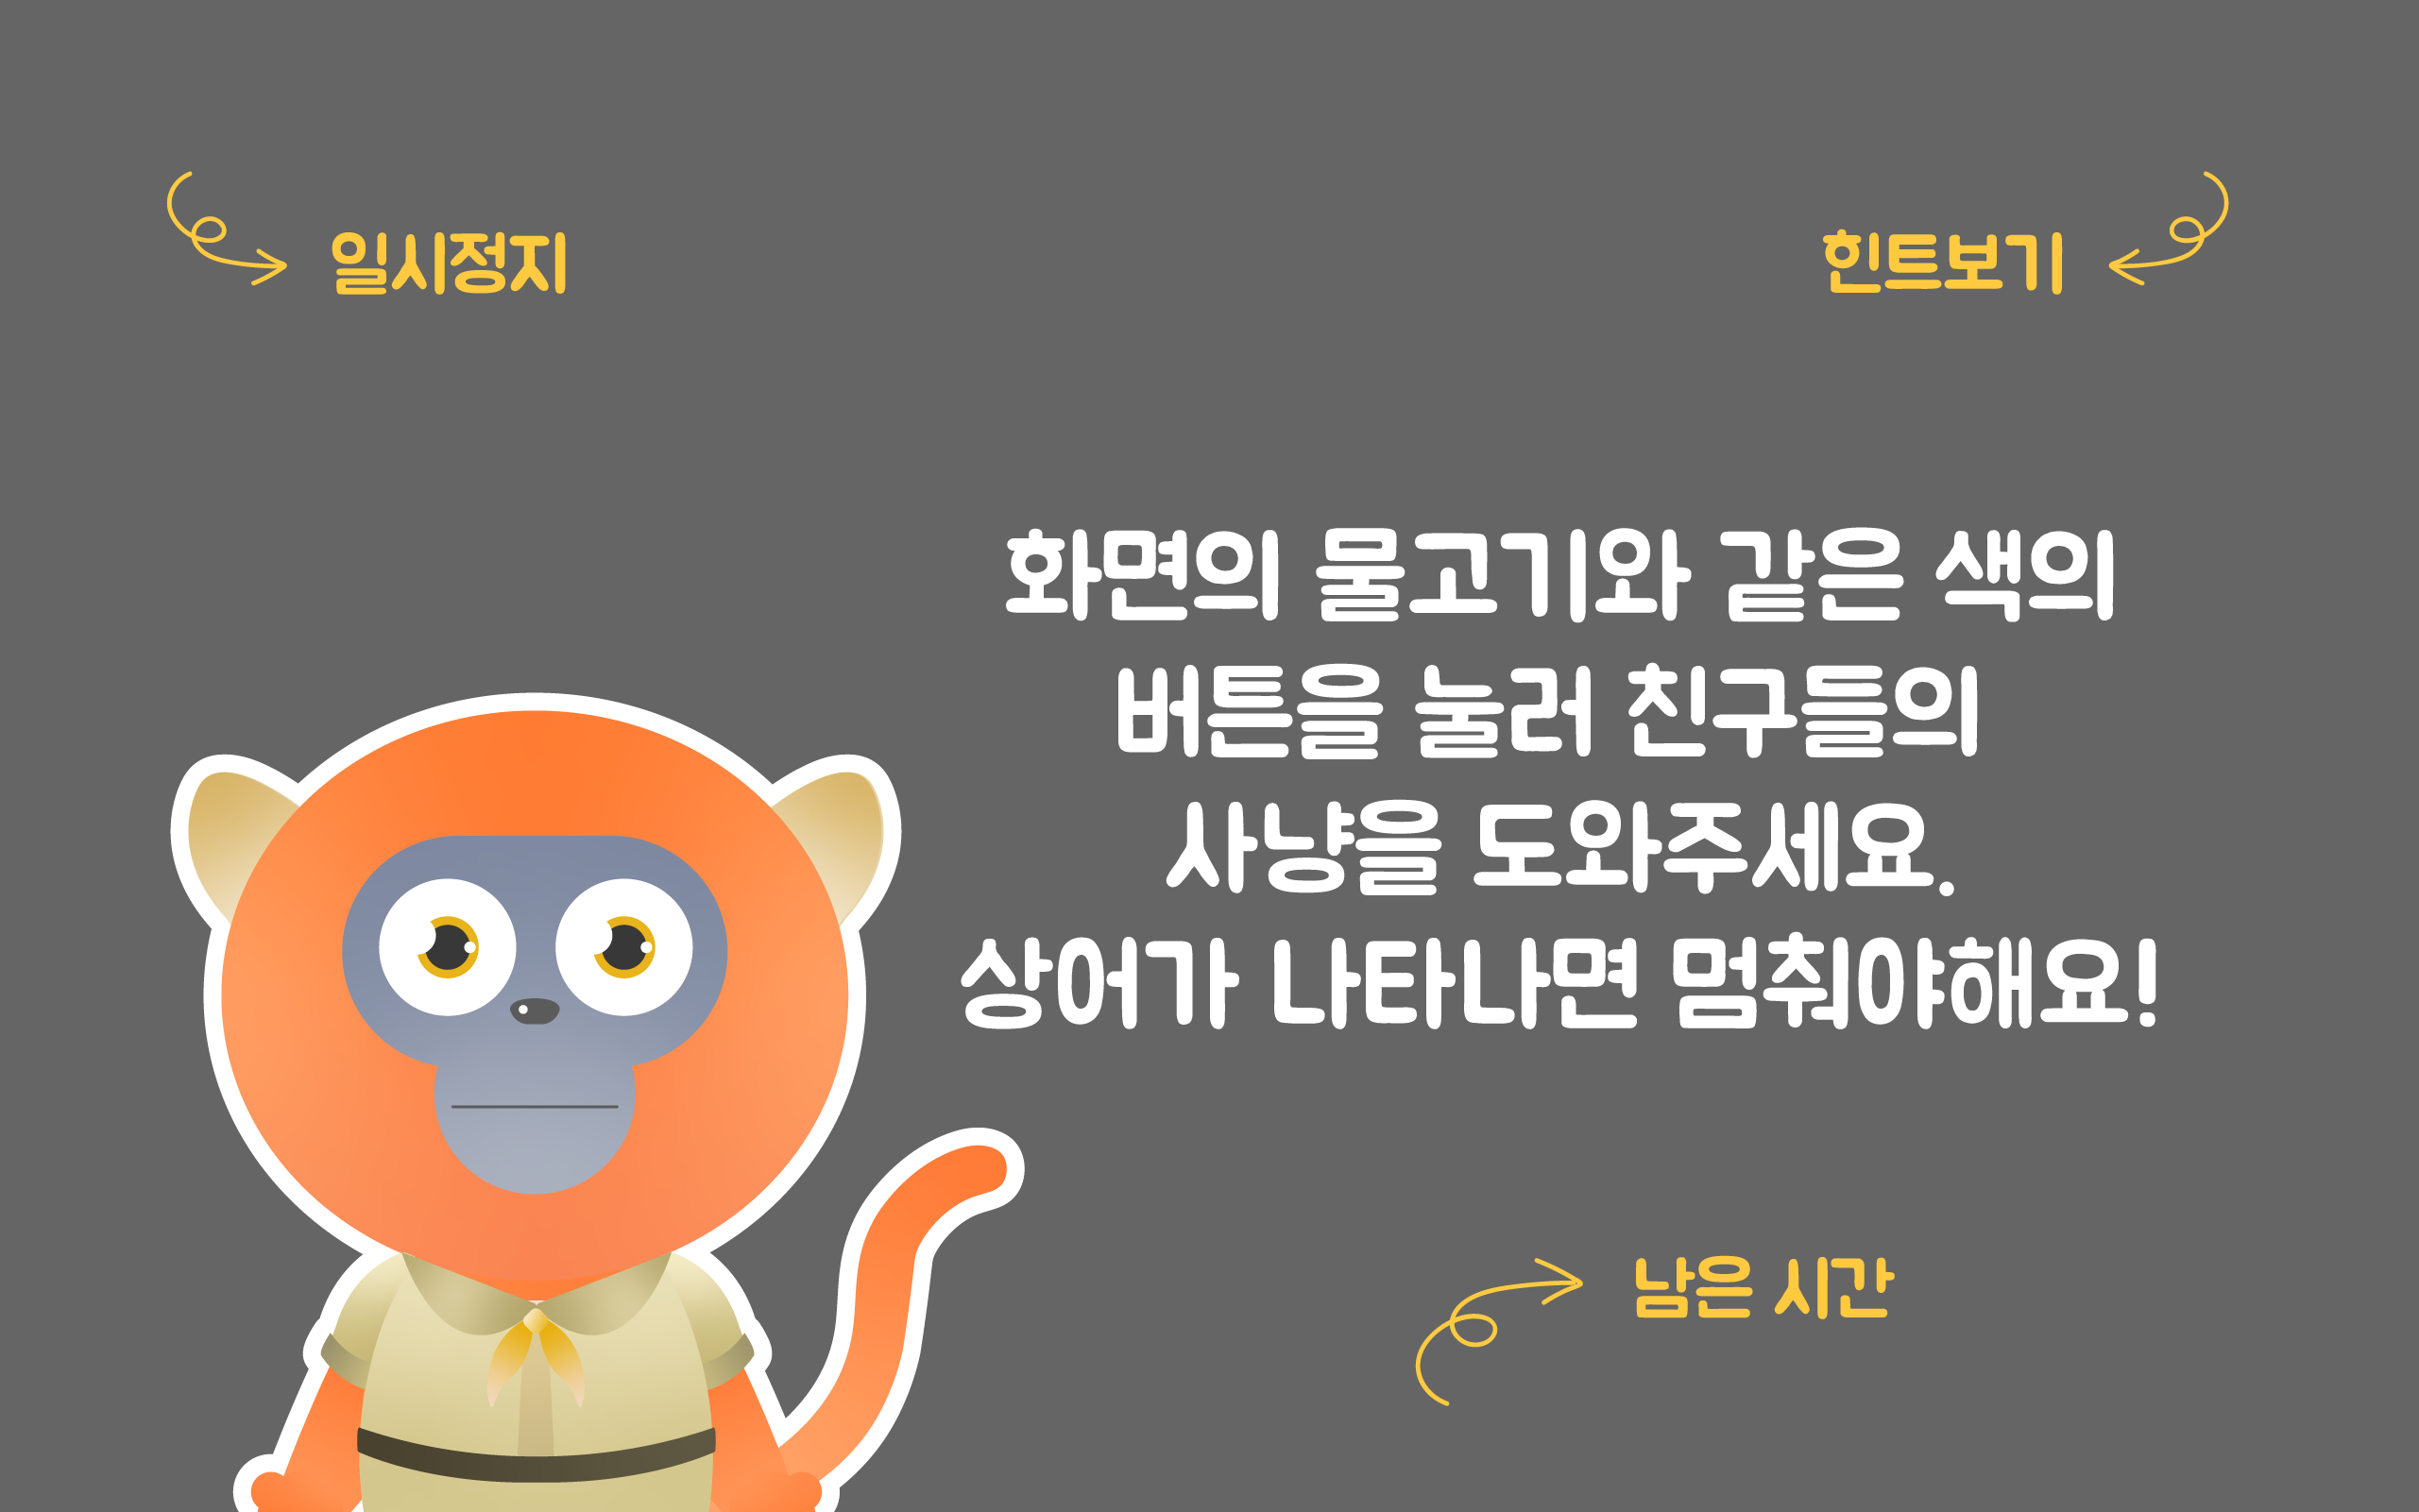 일시정지
힌트보기
화면의 물고기와 같은 색의
버튼을 눌러 친구들의
사냥을 도와주세요.
상어가 나타나면 멈춰야해요!
남은 시간